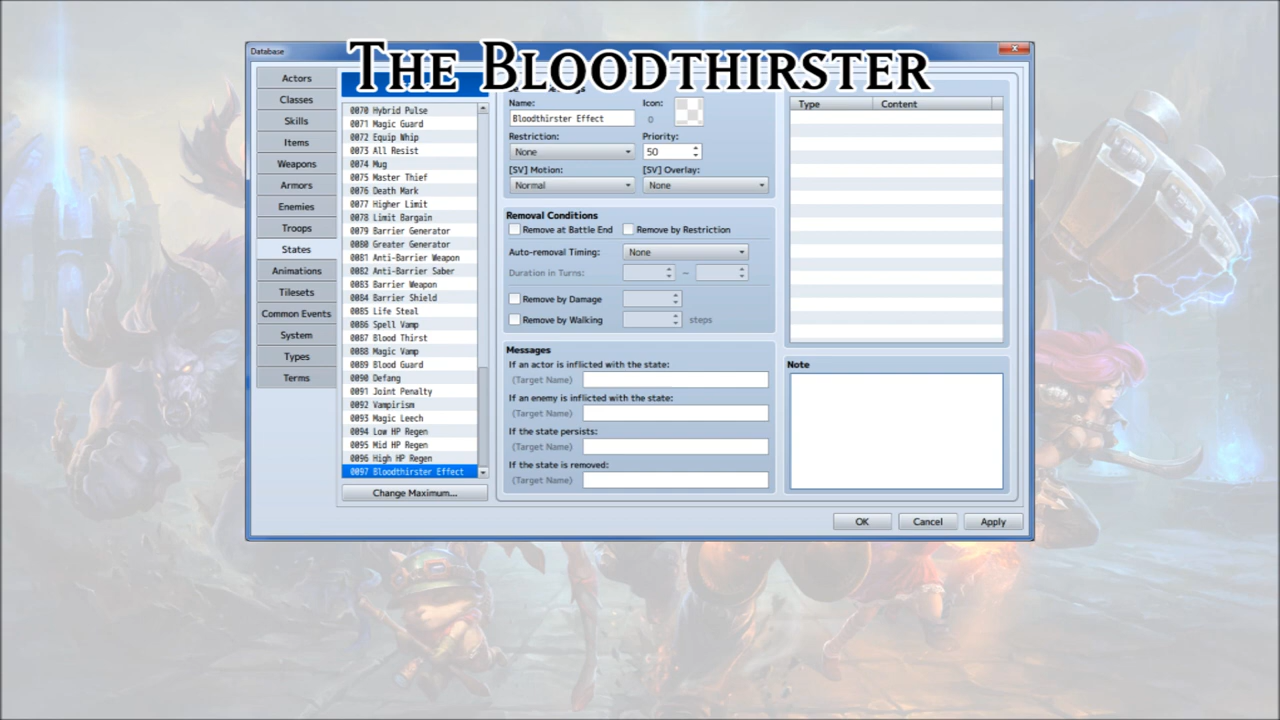 THE BLOODTHIRSTER
Database
Actors
Classes
Skills
Items
Weapons
Armors
Enemies
Troops
States
Animations
Tilesets
Common Events
System
Types
Terms
0070 Hybrid Pulse
0071 Magic Guard
0072 Equip Whip
0073 All Resist
0074 Mug
0075 Master Thief
0076 Death Mark
0077 Higher Limit
0078 Limit Bargain
0079 Barrier Generator
0080 Greater Generator
0081 Anti-Barrier Weapon
0082 Anti-Barrier Saber
0083 Barrier Weapon
0084 Barrier Shield
0085 Life Steal
0086 Spell Vamp
0087 Blood Thirst
0088 Magic Vamp
0089 Blood Guard
0090 Defang
0091 Joint Penalty
0092 Vampirism
0093 Magic Leech
0094 Low HP Regen
0095 Mid HP Regen
0096 High HP Regen
0097 Bloodthirster Effect
Change Maximum...
Name: Icon:
Bloodthirster Effect 0
Restriction: Priority:
None 50
[SV] Motion: [SV] Overlay:
Normal None
Removal Conditions
Remove at Battle End Remove by Restriction
Auto-removal Timing: None
Duration in Turns: ~
Remove by Damage
Remove by Walking steps
Messages
If an actor is inflicted with the state:
(Target Name)
If an enemy is inflicted with the state:
(Target Name)
If the state persists:
(Target Name)
If the state is removed:
(Target Name)
Type Content
Note
OK Cancel Apply